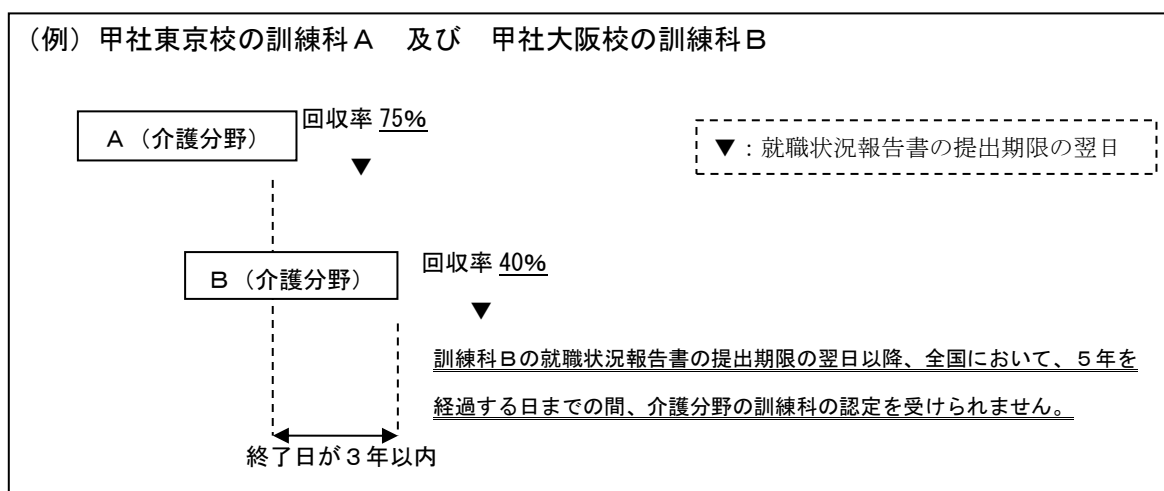 （例）甲社東京校の訓練科Ａ　及び　甲社大阪校の訓練科Ｂ
Ａ（介護分野）
回収率 75%
▼
▼：就職状況報告書の提出期限の翌日
Ｂ（介護分野）
回収率 40%
▼
訓練科Ｂの就職状況報告書の提出期限の翌日以降、全国において、５年を
経過する日までの間、介護分野の訓練科の認定を受けられません。
終了日が３年以内